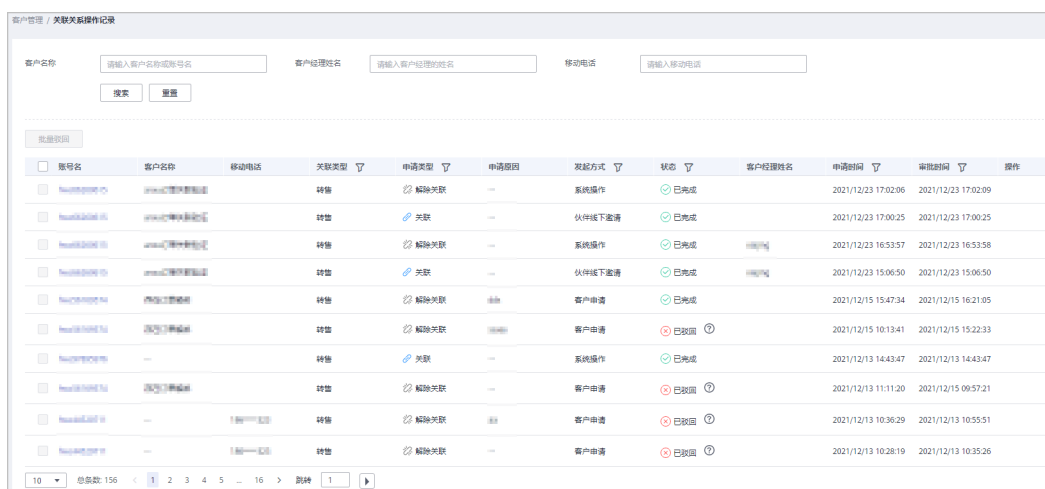 客户管理 / 关联关系操作记录
客户名称 请输入客户名称或账号名 客户经理姓名 请输入客户经理的姓名 移动电话 请输入移动电话
搜索 重置
批量驳回
账号名 客户名称 移动电话 关联类型 申请类型 申请原因 发起方式 状态 客户经理姓名 申请时间 审批时间 操作
转售 解除关联 -- 系统操作 已完成 2021/12/23 17:02:06 2021/12/23 17:02:09
转售 关联 -- 伙伴线下邀请 已完成 2021/12/23 17:00:25 2021/12/23 17:00:25
转售 解除关联 -- 系统操作 已完成 2021/12/23 16:53:57 2021/12/23 16:53:58
转售 关联 -- 伙伴线下邀请 已完成 2021/12/23 15:06:50 2021/12/23 15:06:50
转售 解除关联 客户申请 已完成 2021/12/15 15:47:34 2021/12/15 16:21:05
转售 解除关联 客户申请 已驳回 2021/12/15 10:13:41 2021/12/15 15:22:33
-- 转售 关联 -- 系统操作 已完成 2021/12/13 14:43:47 2021/12/13 14:43:47
转售 解除关联 -- 客户申请 已驳回 2021/12/13 11:11:20 2021/12/15 09:57:21
-- 转售 解除关联 客户申请 已驳回 2021/12/13 10:36:29 2021/12/13 10:55:51
-- 转售 解除关联 -- 客户申请 已驳回 2021/12/13 10:28:19 2021/12/13 10:35:26
10 总条数: 156 < 1 2 3 4 5 ... 16 > 跳转 1